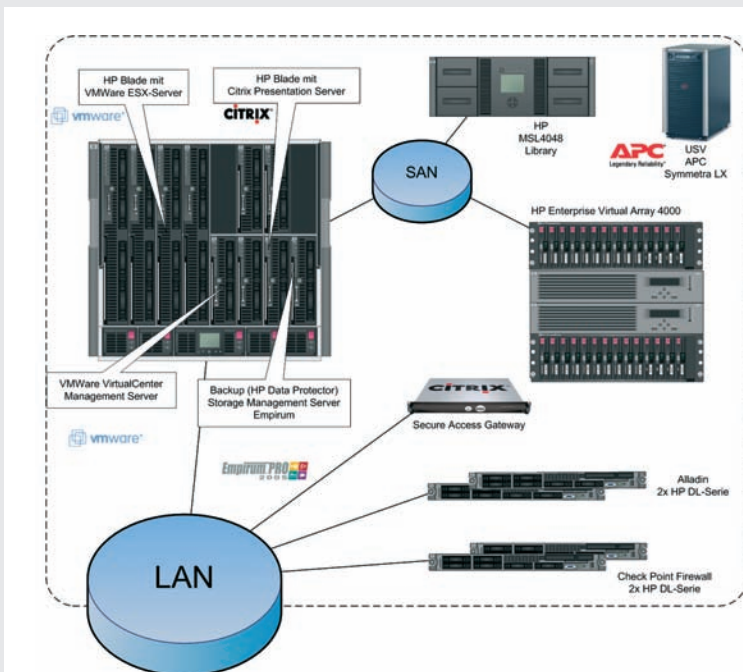 HP Blade mit
VMWare ESX-Server
HP Blade mit
Citrix Presentation Server
vmware
CITRIX
HP
MSL4048
Library
APC
Legendary Reliability
USV
APC
Symmetra LX
SAN
HP Enterprise Virtual Array 4000
VMWare VirtualCenter
Management Server
Backup (HP Data Protector)
Storage Management Server
Empirum
CITRIX
Secure Access Gateway
vmware
Empirum PRO
2005
Alladin
2x HP DL-Serie
LAN
Check Point Firewall
2x HP DL-Serie